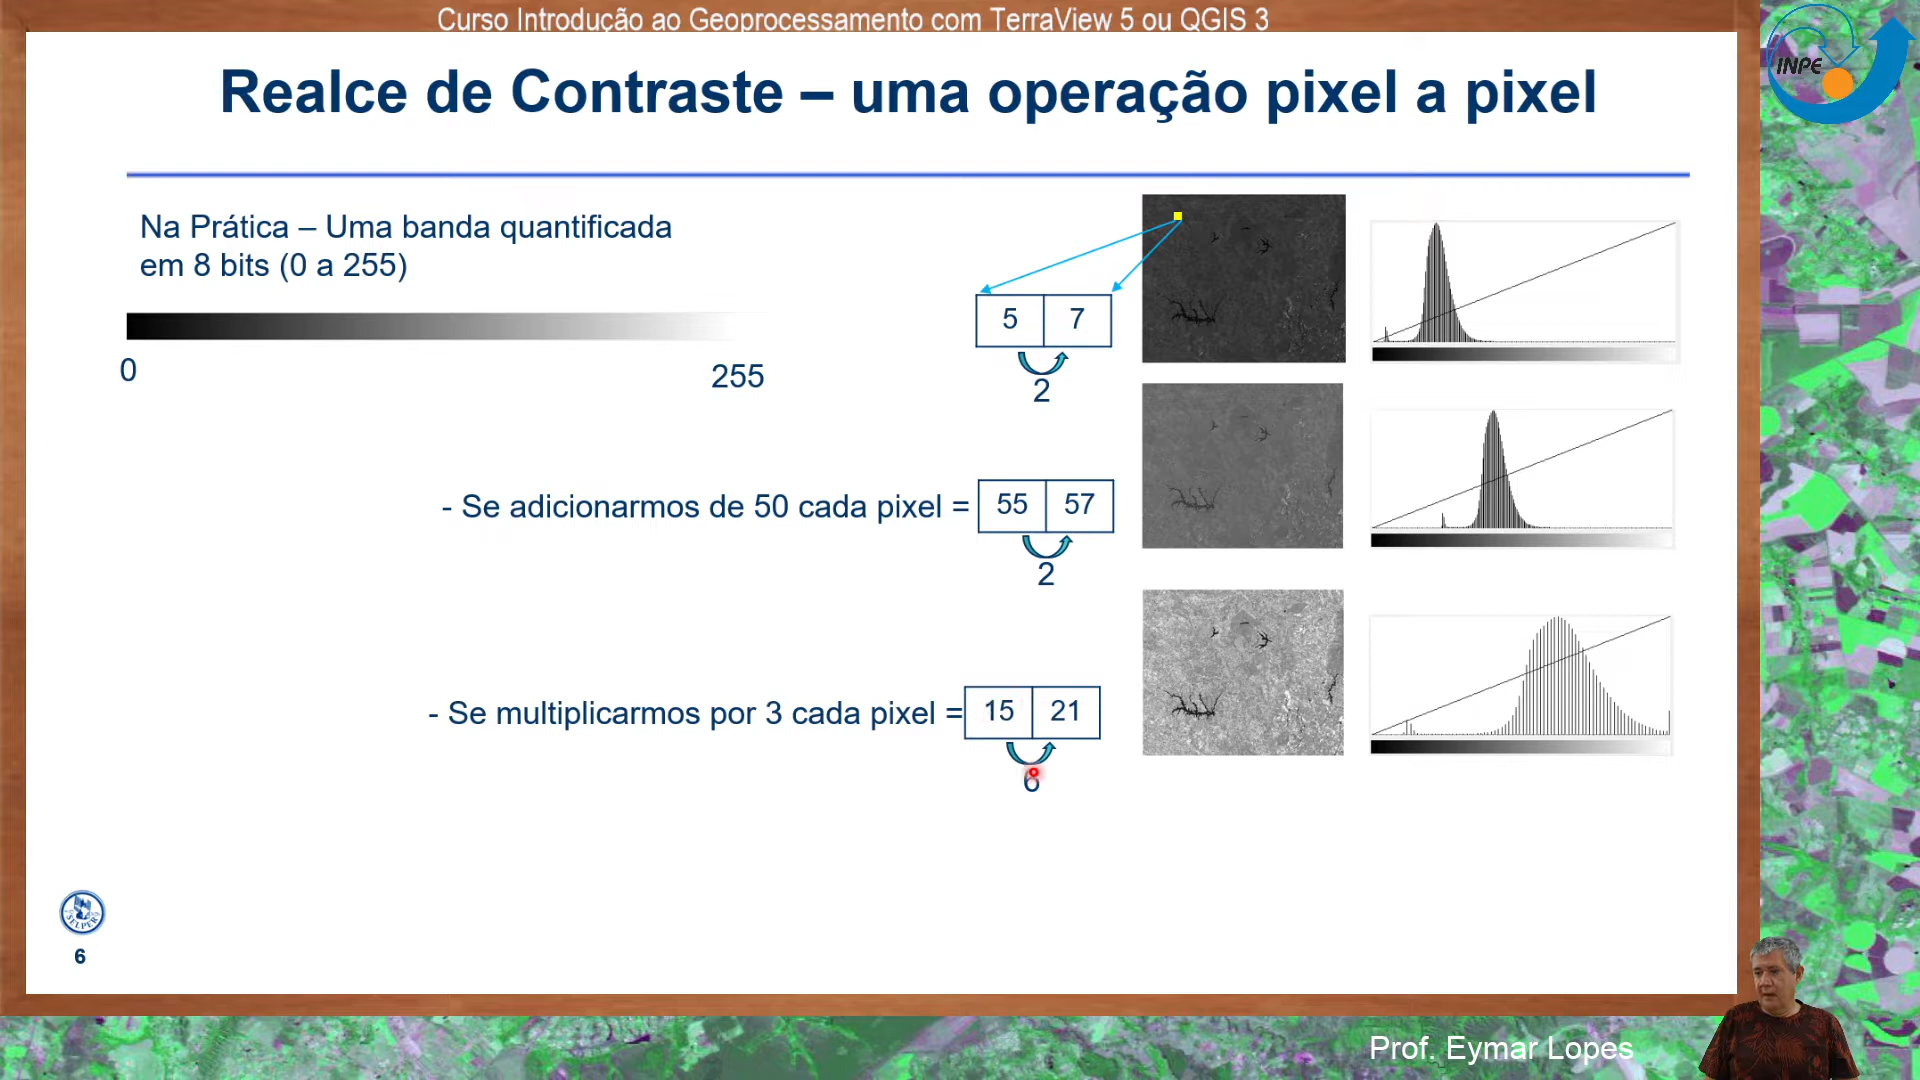 Curso Introdução ao Geoprocessamento com TerraView 5 ou QGIS 3
INPE
Realce de Contraste – uma operação pixel a pixel
Na Prática – Uma banda quantificada
em 8 bits (0 a 255)
0
255
5 7
2
- Se adicionarmos de 50 cada pixel = 55 57
2
- Se multiplicarmos por 3 cada pixel = 15 21
6
SELPER
6
Prof. Eymar Lopes